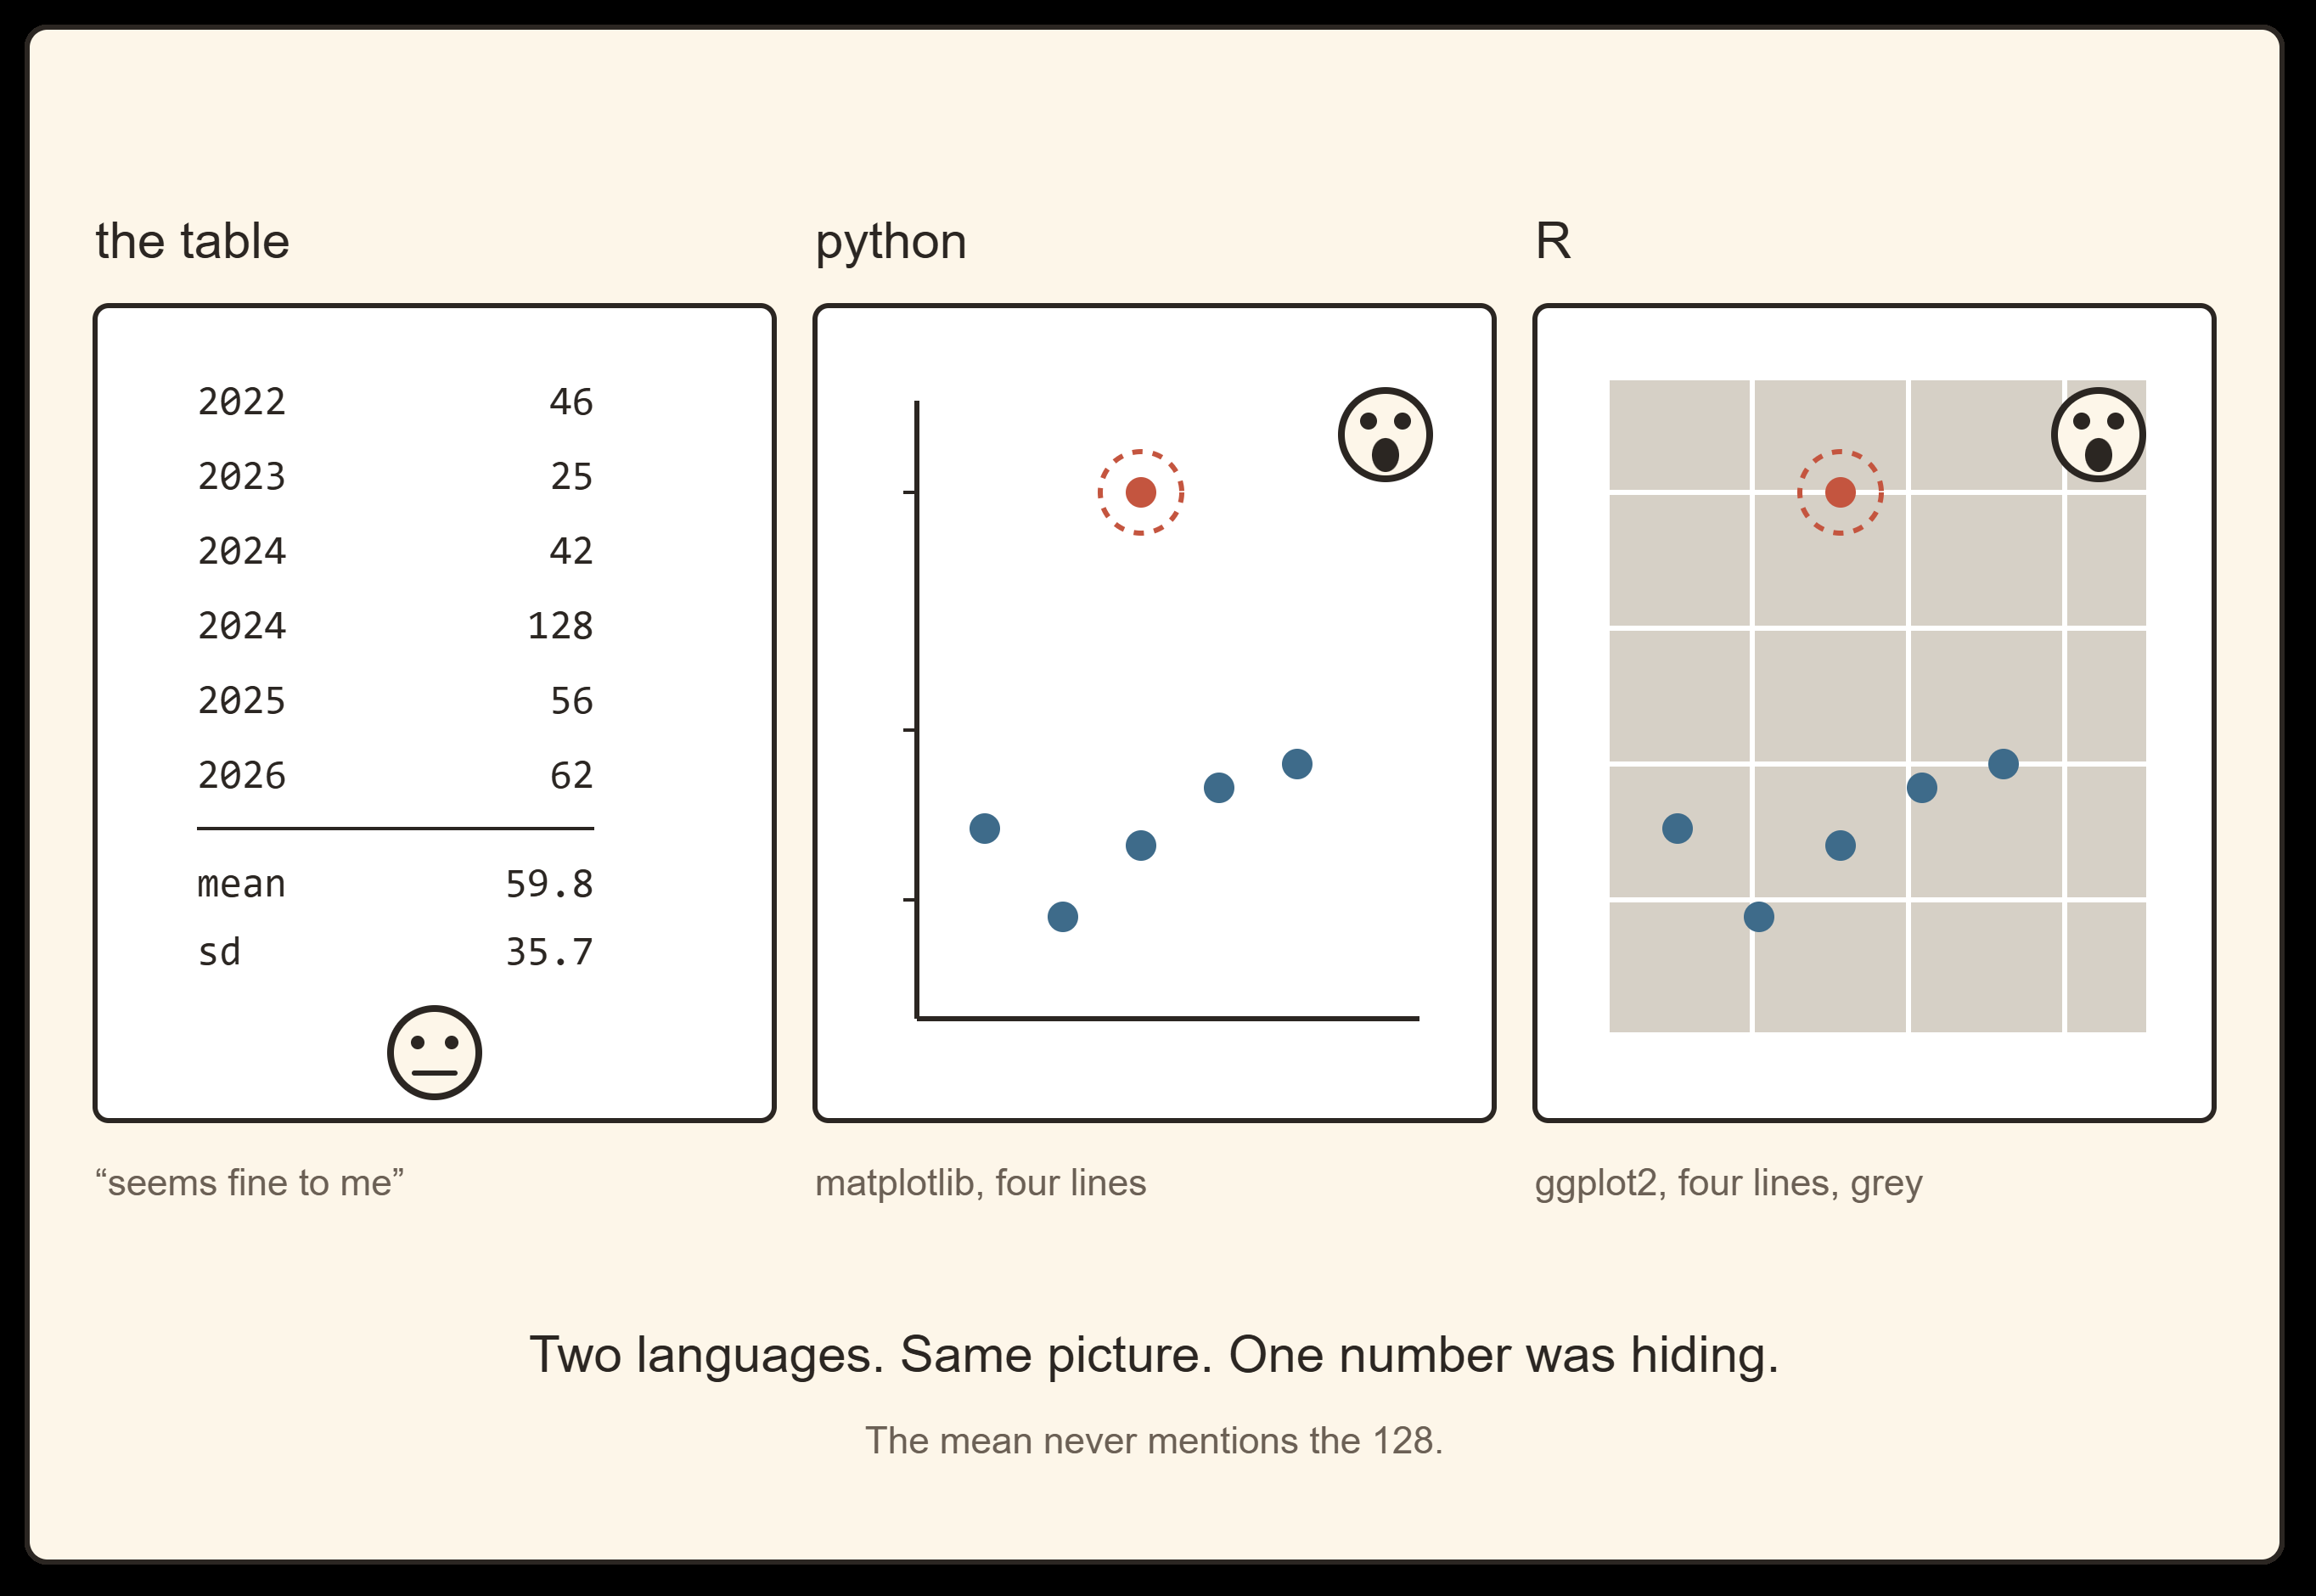 the table
2022 46
2023 25
2024 42
2024 128
2025 56
2026 62
mean 59.8
sd 35.7
“seems fine to me”
python
matplotlib, four lines
R
ggplot2, four lines, grey
Two languages. Same picture. One number was hiding.
The mean never mentions the 128.